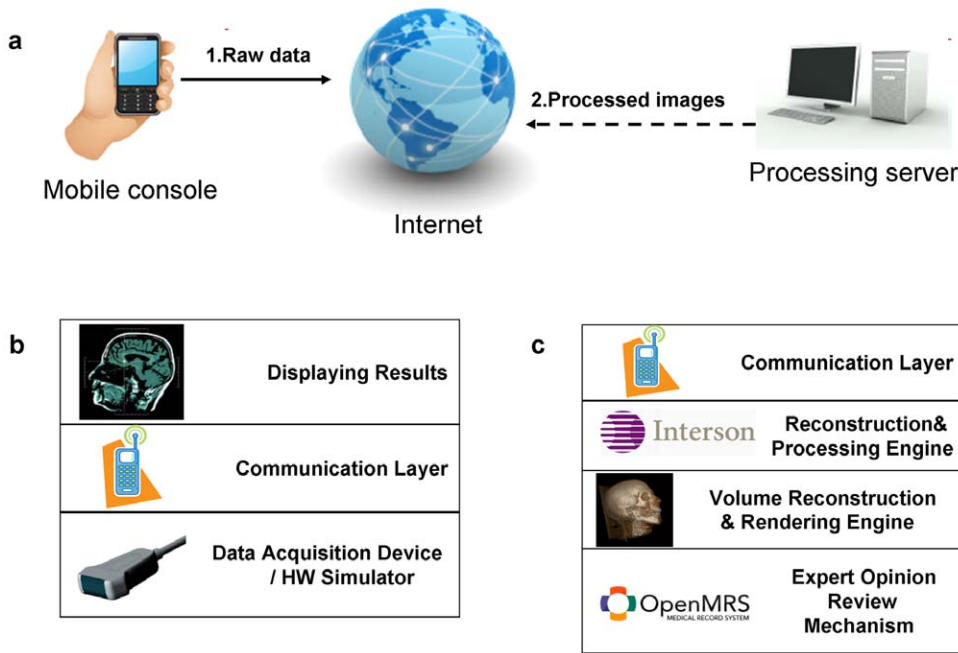 a
1.Raw data
2.Processed images
Mobile console
Internet
Processing server
b
Displaying Results
Communication Layer
Data Acquisition Device
/ HW Simulator
c
Communication Layer
Interson
Reconstruction&
Processing Engine
Volume Reconstruction
& Rendering Engine
OpenMRS
MEDICAL RECORD SYSTEM
Expert Opinion
Review
Mechanism